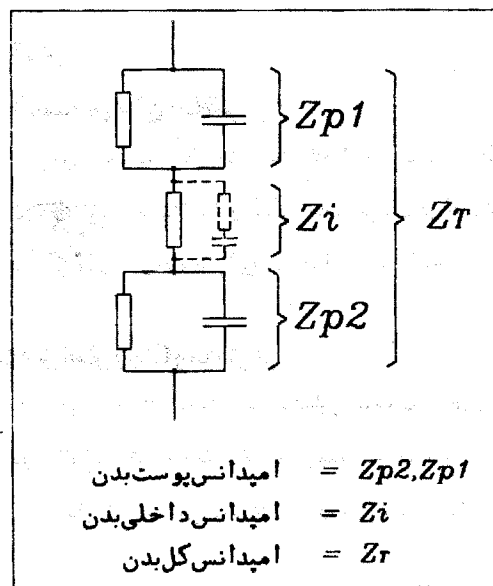 Zp1
Zi
ZT
Zp2
امپدانس‌پوست‌بدن = Zp2,Zp1
امپدانس‌داخلی‌بدن = Zi
امپدانس‌کل‌بدن = ZT